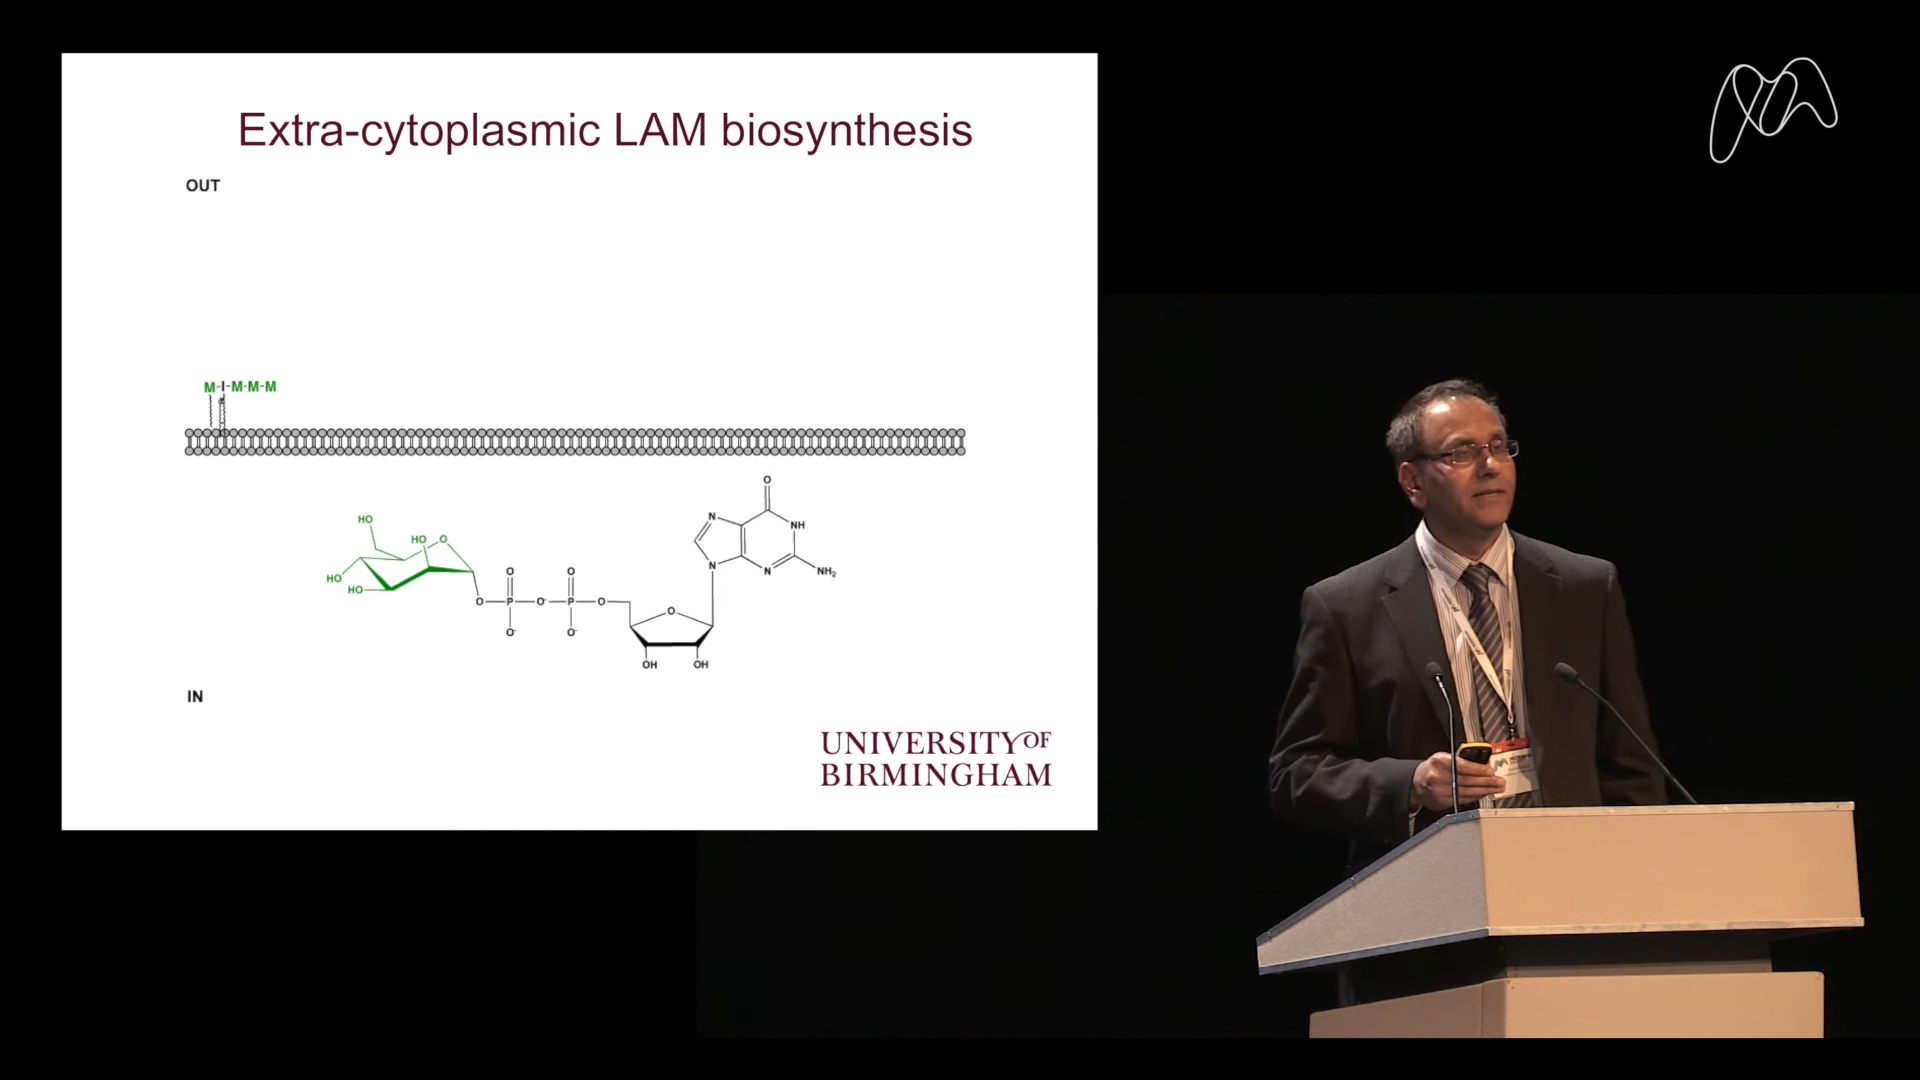 Extra-cytoplasmic LAM biosynthesis
OUT
M-I-M-M-M
O
N
NH
N
N
NH₂
HO
HO
O
HO
HO
O
O
O
P
O
P
O
O
O⁻
O⁻
OH
OH
IN
UNIVERSITY OF
BIRMINGHAM